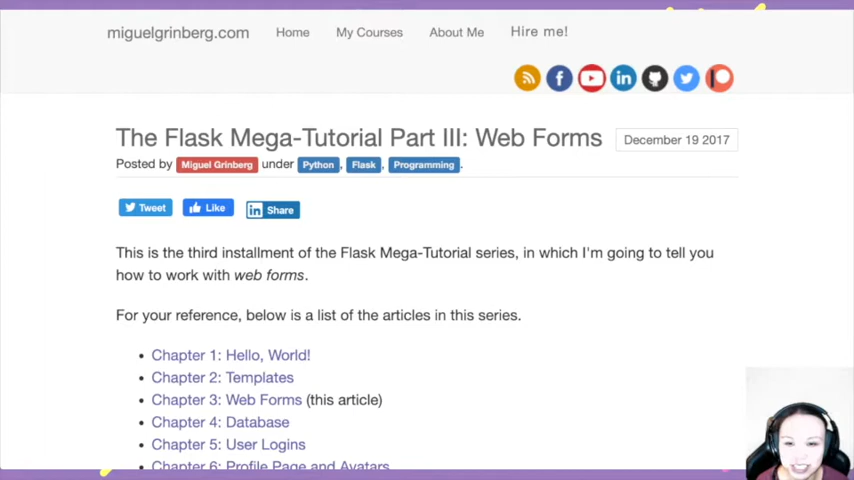 miguelgrinberg.com Home My Courses About Me Hire me!
The Flask Mega-Tutorial Part III: Web Forms December 19 2017
Posted by Miguel Grinberg under Python, Flask, Programming.
Tweet Like Share
This is the third installment of the Flask Mega-Tutorial series, in which I'm going to tell you
how to work with web forms.
For your reference, below is a list of the articles in this series.
• Chapter 1: Hello, World!
• Chapter 2: Templates
• Chapter 3: Web Forms (this article)
• Chapter 4: Database
• Chapter 5: User Logins
• Chapter 6: Profile Page and Avatars